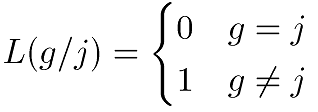 L(g/j) = { 0 g = j
1 g ≠ j